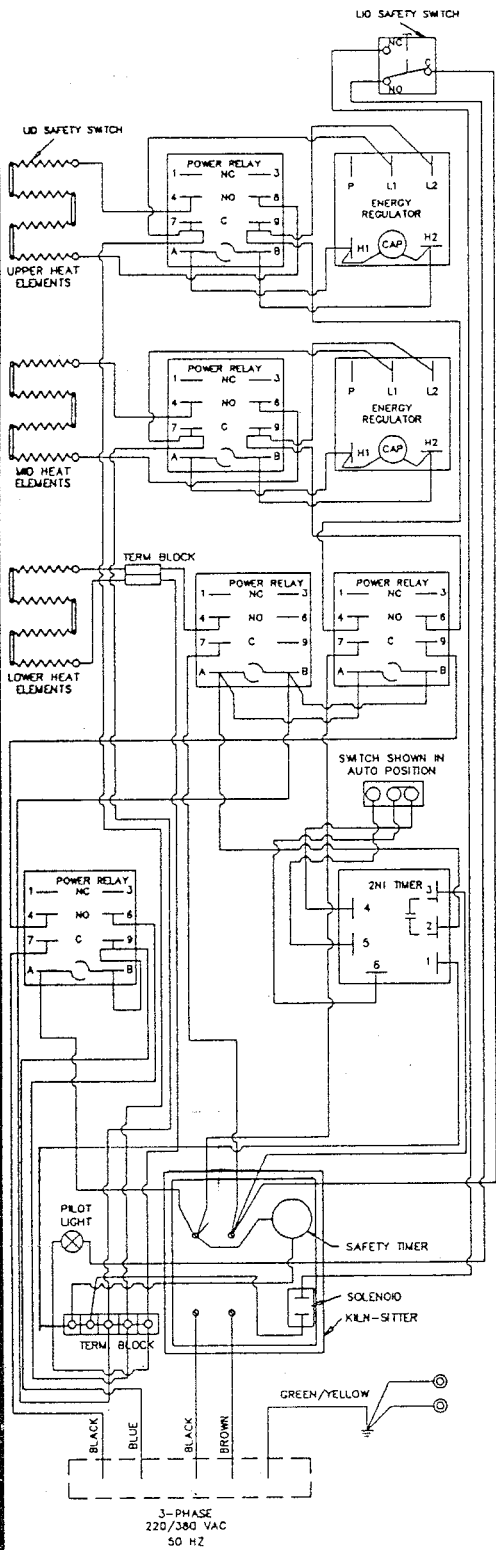 LID SAFETY SWITCH
NC
C
NO
LID SAFETY SWITCH
POWER RELAY
1 NC 3
4 NO 6
7 C 9
A B
P L1 L2
ENERGY
REGULATOR
H1 CAP H2
UPPER HEAT
ELEMENTS
POWER RELAY
1 NC 3
4 NO 6
7 C 9
A B
P L1 L2
ENERGY
REGULATOR
H1 CAP H2
MID HEAT
ELEMENTS
TERM BLOCK
LOWER HEAT
ELEMENTS
POWER RELAY
1 NC 3
4 NO 6
7 C 9
A B
POWER RELAY
1 NC 3
4 NO 6
7 C 9
A B
SWITCH SHOWN IN
AUTO POSITION
POWER RELAY
1 NC 3
4 NO 6
7 C 9
A B
2N1 TIMER
3
4
2
5
1
6
PILOT
LIGHT
SAFETY TIMER
SOLENOID
KILN-SITTER
TERM. BLOCK
GREEN/YELLOW
BLACK
BLUE
BLACK
BROWN
3-PHASE
220/380 VAC
50 HZ